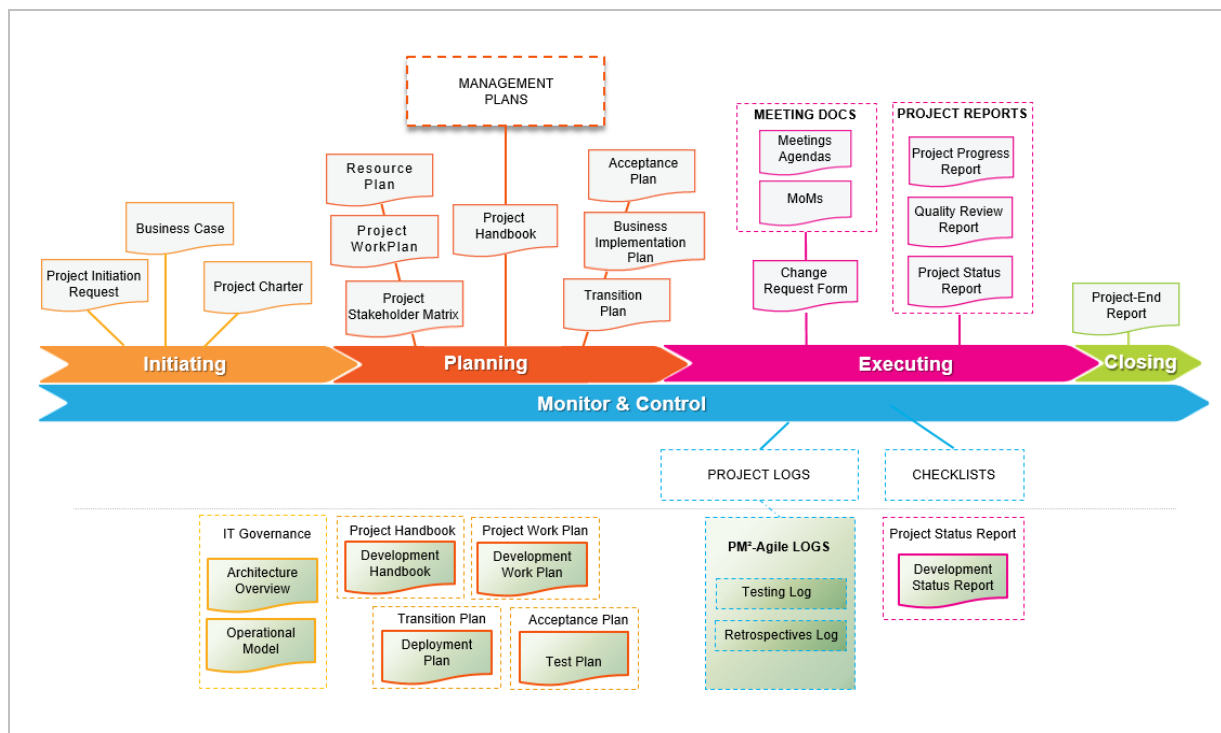 MANAGEMENT
PLANS
MEETING DOCS
PROJECT REPORTS
Meetings
Agendas
MoMs
Change
Request Form
Project Progress
Report
Quality Review
Report
Project Status
Report
Resource
Plan
Project
WorkPlan
Project
Stakeholder Matrix
Project
Handbook
Acceptance
Plan
Business
Implementation
Plan
Transition
Plan
Business Case
Project Initiation
Request
Project Charter
Project-End
Report
Initiating
Planning
Executing
Closing
Monitor & Control
PROJECT LOGS
CHECKLISTS
IT Governance
Architecture
Overview
Operational
Model
Project Handbook
Development
Handbook
Project Work Plan
Development
Work Plan
Transition Plan
Deployment
Plan
Acceptance Plan
Test Plan
PM²-Agile LOGS
Testing Log
Retrospectives Log
Project Status Report
Development
Status Report